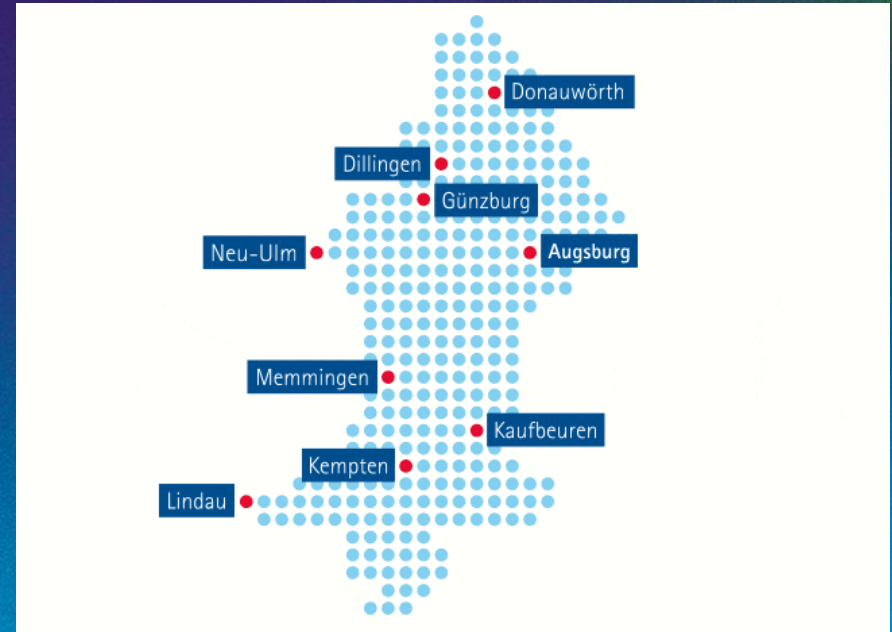 Donauwörth
Dillingen
Günzburg
Neu-Ulm
Augsburg
Memmingen
Kaufbeuren
Kempten
Lindau